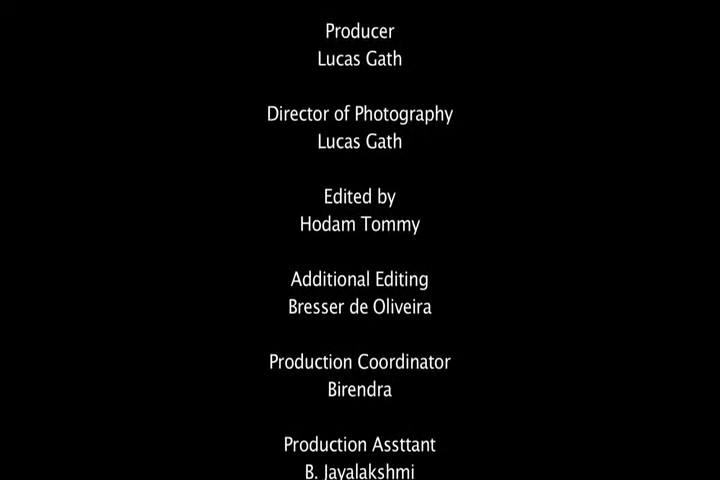 Producer
Lucas Gath
Director of Photography
Lucas Gath
Edited by
Hodam Tommy
Additional Editing
Bresser de Oliveira
Production Coordinator
Birendra
Production Assttant
B. Jayalakshmi